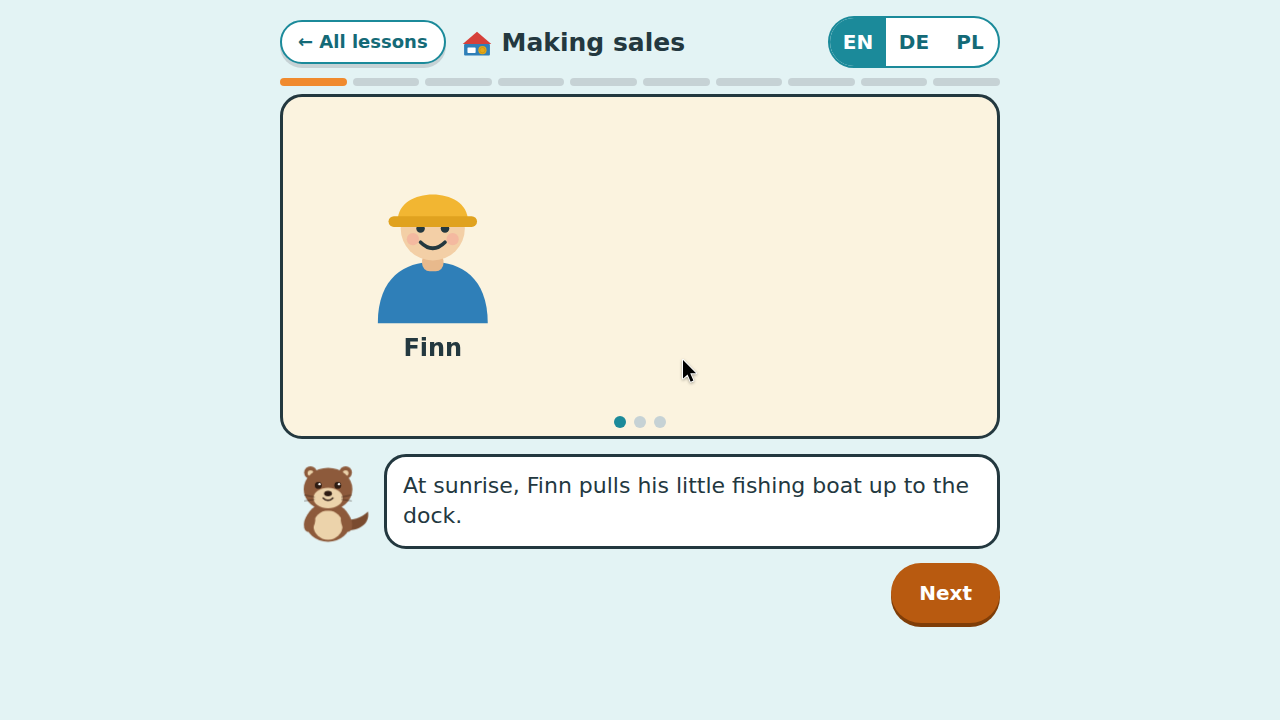 ← All lessons
Making sales
EN DE PL
Finn
At sunrise, Finn pulls his little fishing boat up to the
dock.
Next